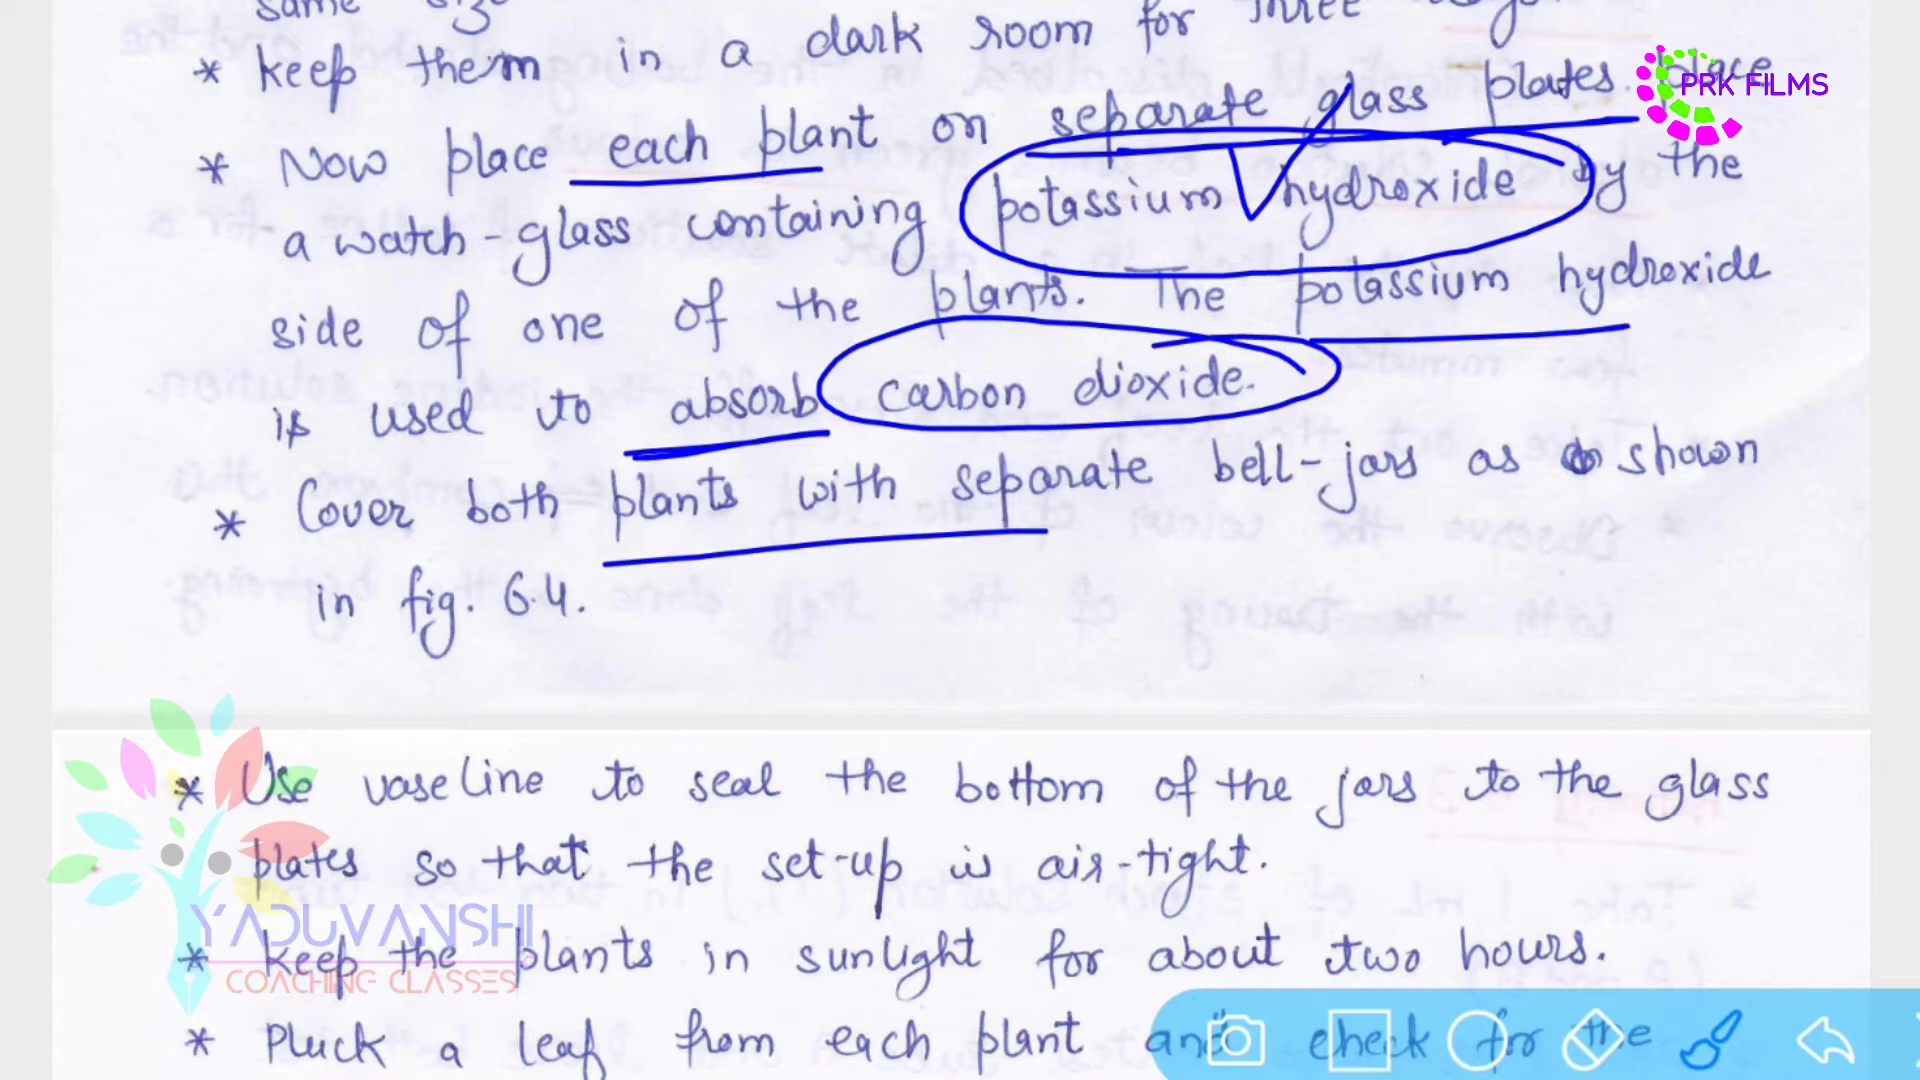 same size
* keep them in a dark room for three
* Now place each plant on separate glass plates. place
a watch-glass containing potassium hydroxide by the
side of one of the plants. The potassium hydroxide
is used to absorb carbon dioxide.
* Cover both plants with separate bell-jars as shown
in fig. 6.4.
* Use vaseline to seal the bottom of the jars to the glass
plates so that the set-up is air-tight.
* Keep the plants in sunlight for about two hours.
* Pluck a leaf from each plant and check for the
PRK FILMS
YADUVANSHI
COACHING CLASSES